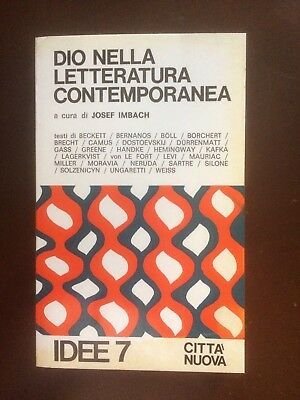 DIO NELLA
LETTERATURA
CONTEMPORANEA
a cura di JOSEF IMBACH
testi di BECKETT / BERNANOS / BÖLL / BORCHERT /
BRECHT / CAMUS / DOSTOEVSKIJ / DÜRRENMATT /
GASS / GREENE / HANDKE / HEMINGWAY / KAFKA
/ LAGERKVIST / von LE FORT / LEVI / MAURIAC /
MILLER / MORAVIA / NERUDA / SARTRE / SILONE
/ SOLZENICYN / UNGARETTI / WEISS
IDEE 7
CITTA'
NUOVA